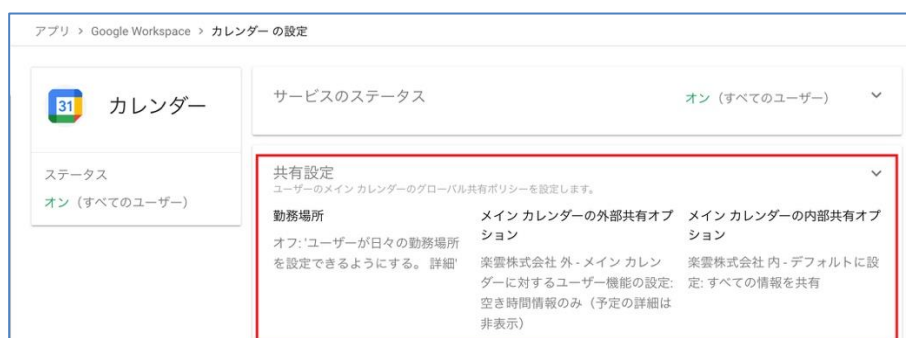 アプリ > Google Workspace > カレンダー の設定
31
カレンダー
ステータス
オン（すべてのユーザー）
サービスのステータス
オン（すべてのユーザー）
共有設定
ユーザーのメイン カレンダーのグローバル共有ポリシーを設定します。
勤務場所
オフ: 'ユーザーが日々の勤務場所
を設定できるようにする。 詳細'
メイン カレンダーの外部共有オプ
ション
楽雲株式会社 外 - メイン カレン
ダーに対するユーザー機能の設定:
空き時間情報のみ（予定の詳細は
非表示）
メイン カレンダーの内部共有オプ
ション
楽雲株式会社 内 - デフォルトに設
定: すべての情報を共有